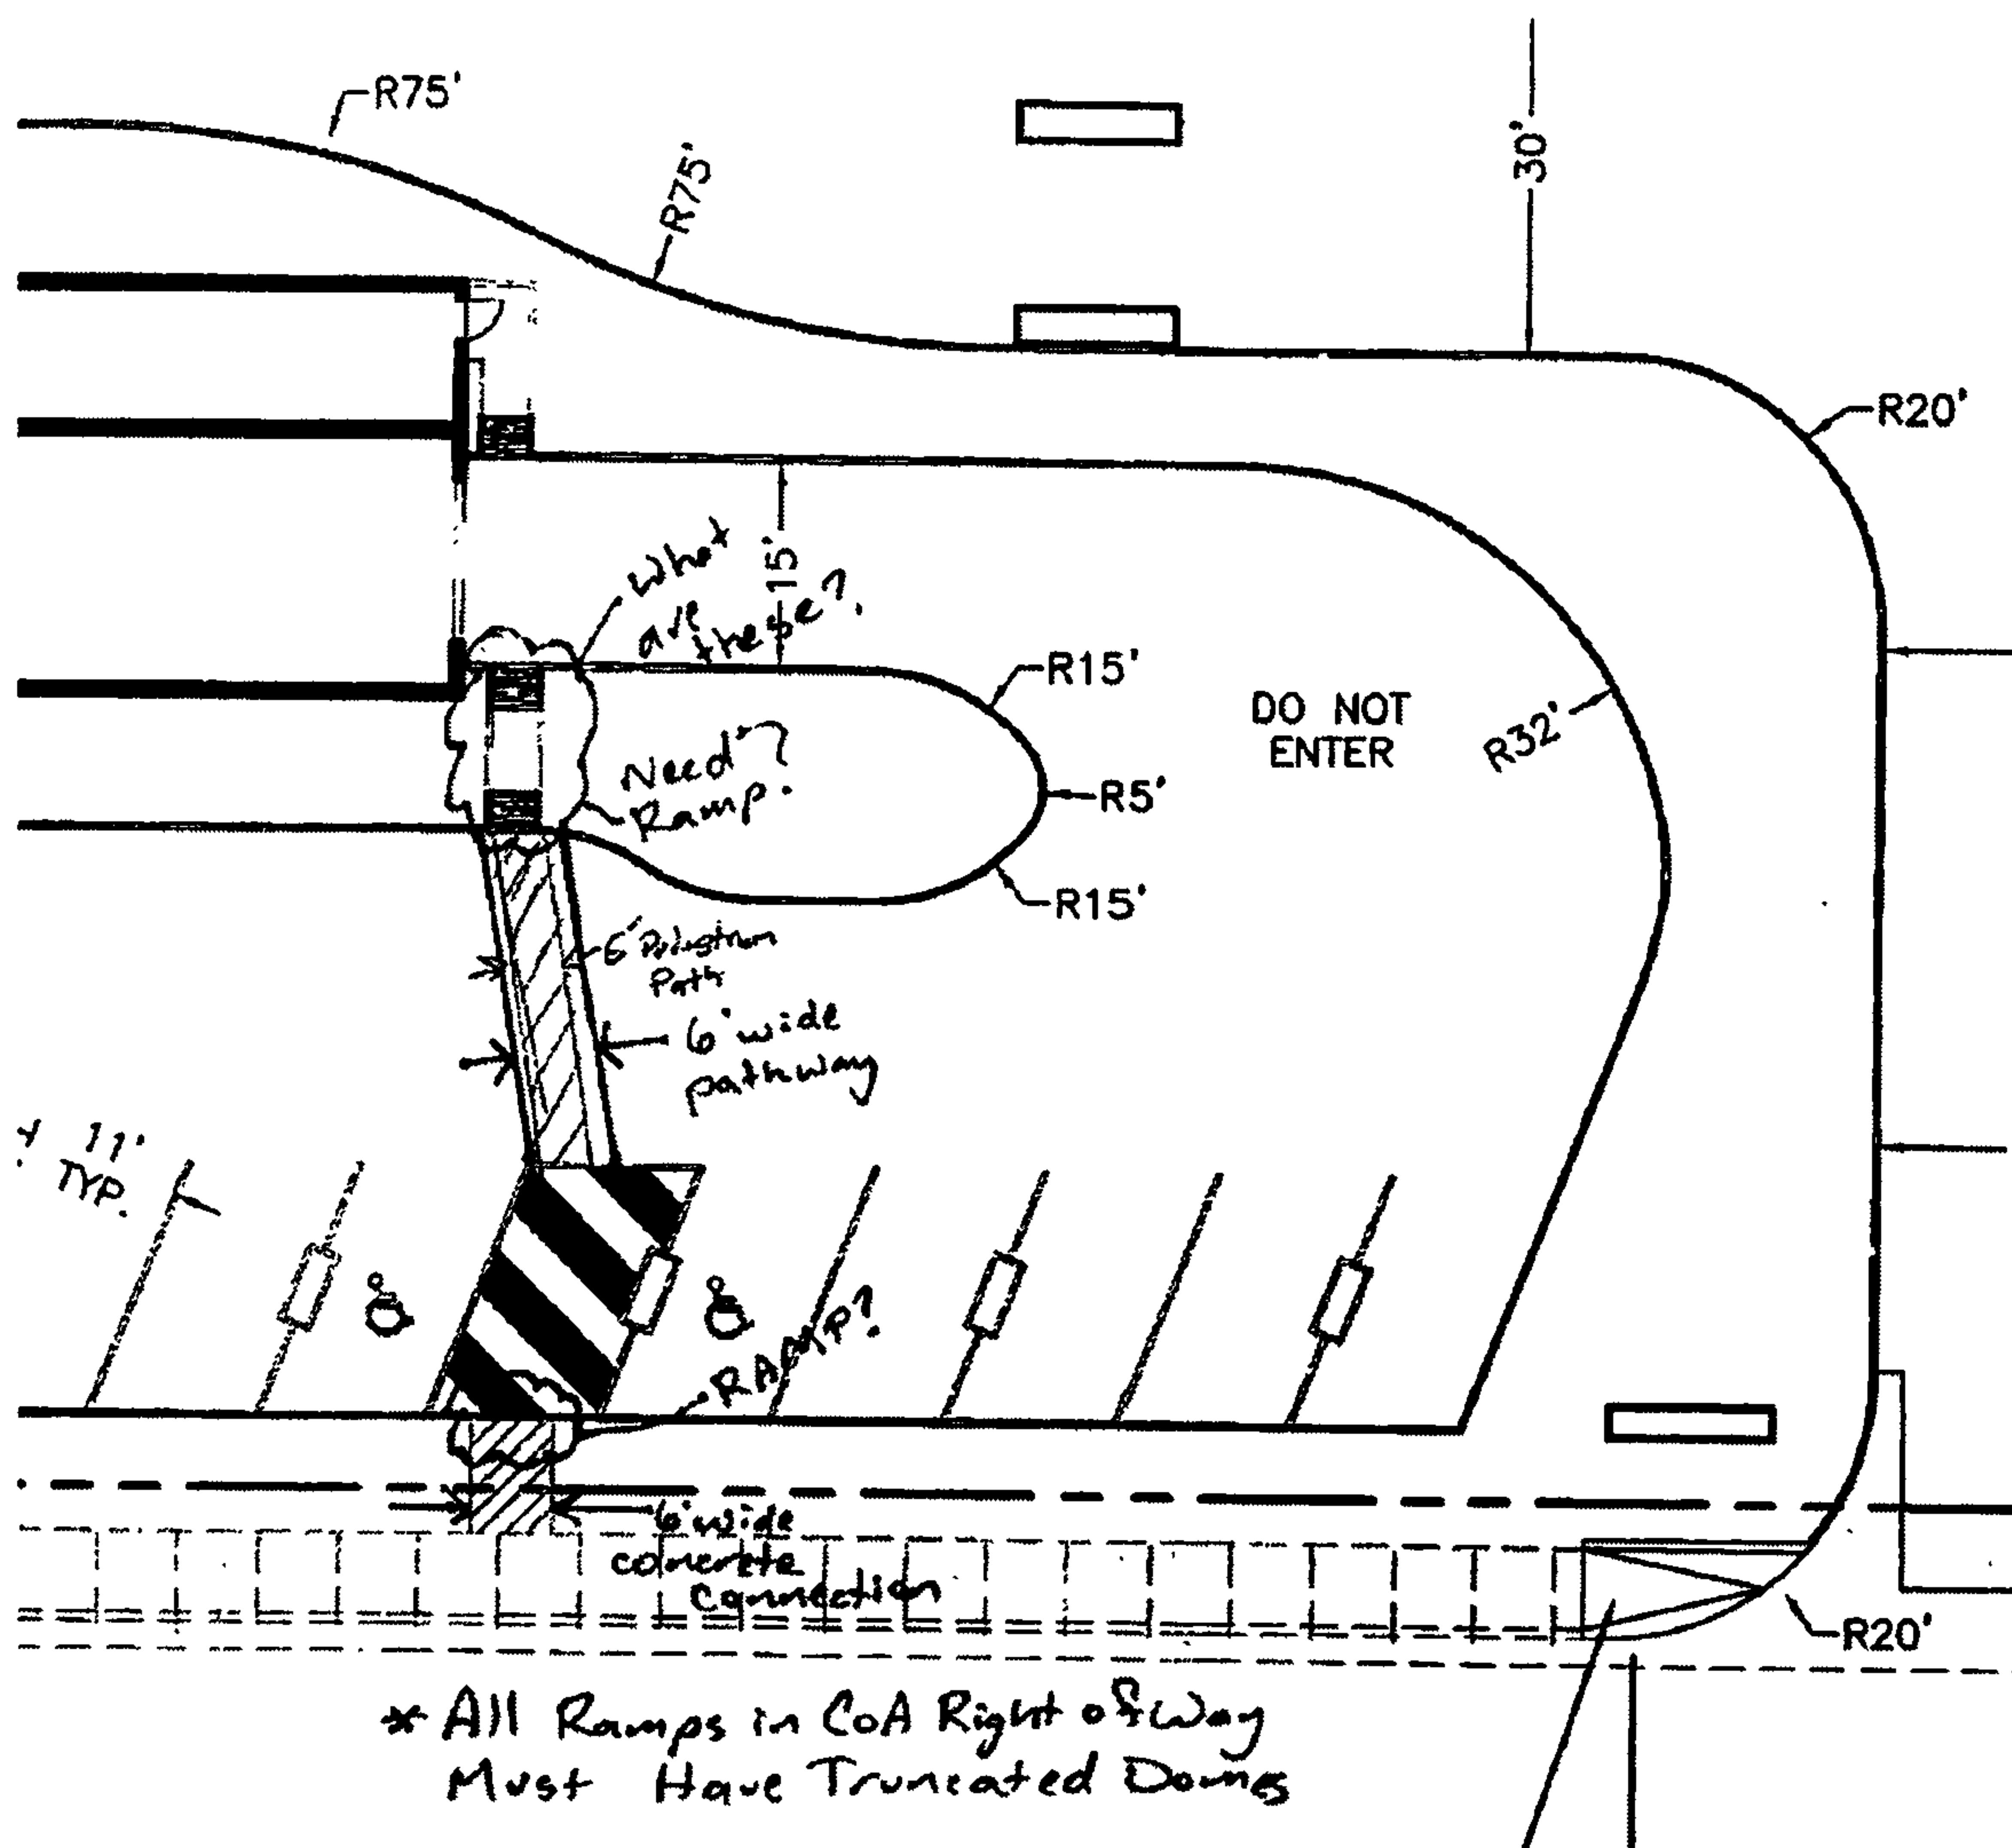 R75'
R75'
30'
R20'
What
are
these?
15'
R15'
DO NOT
ENTER
R32'
Need?
Ramp.
R5'
R15'
6' Pedestrian
Path
6' wide
pathway
11'
TYP.
RAMP?
6' wide
concrete
connection
R20'
* All Ramps in CoA Right of Way
Must Have Truncated Domes